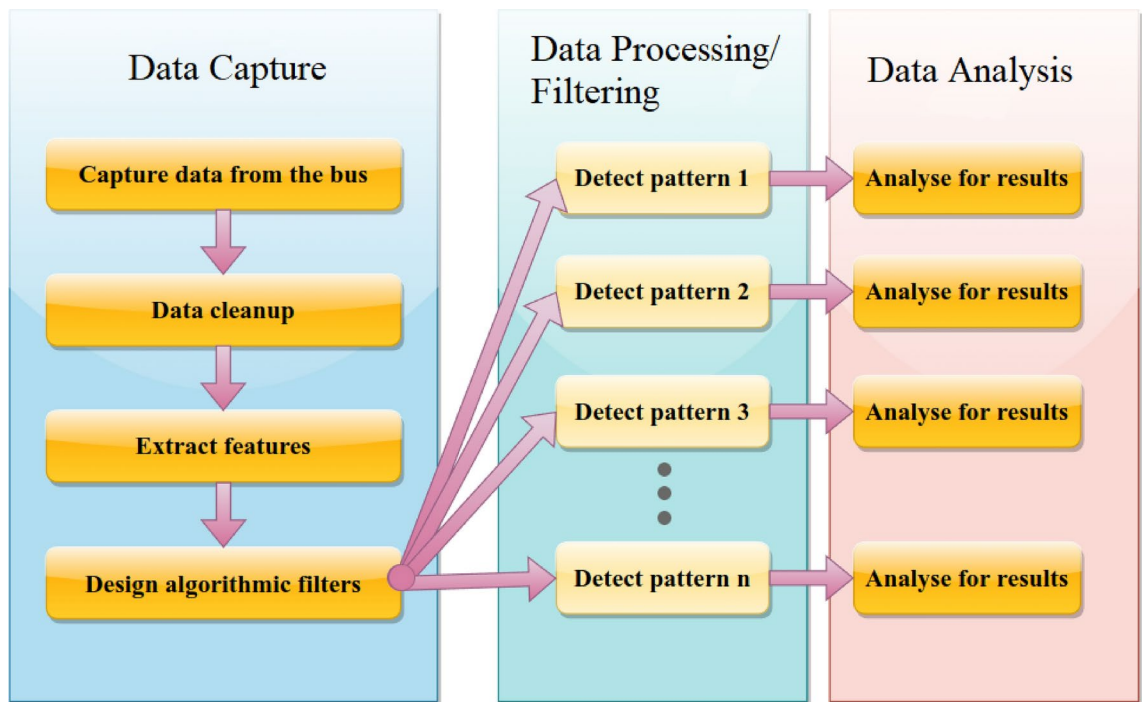 Data Capture
Capture data from the bus
Data cleanup
Extract features
Design algorithmic filters
Data Processing/
Filtering
Detect pattern 1
Detect pattern 2
Detect pattern 3
Detect pattern n
Data Analysis
Analyse for results
Analyse for results
Analyse for results
Analyse for results